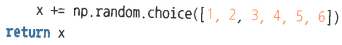 x += np.random.choice([1, 2, 3, 4, 5, 6])
return x